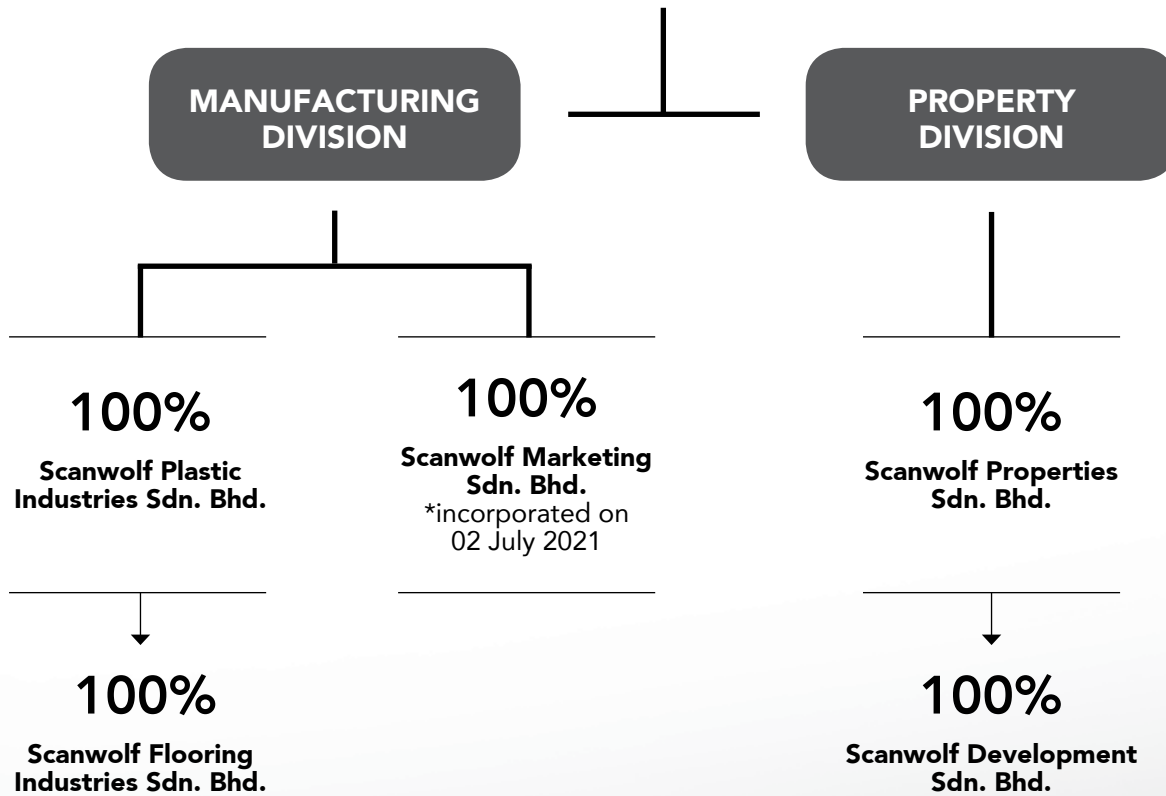 MANUFACTURING
DIVISION
PROPERTY
DIVISION
100%
Scanwolf Plastic
Industries Sdn. Bhd.
100%
Scanwolf Marketing
Sdn. Bhd.
*incorporated on
02 July 2021
100%
Scanwolf Properties
Sdn. Bhd.
100%
Scanwolf Flooring
Industries Sdn. Bhd.
100%
Scanwolf Development
Sdn. Bhd.